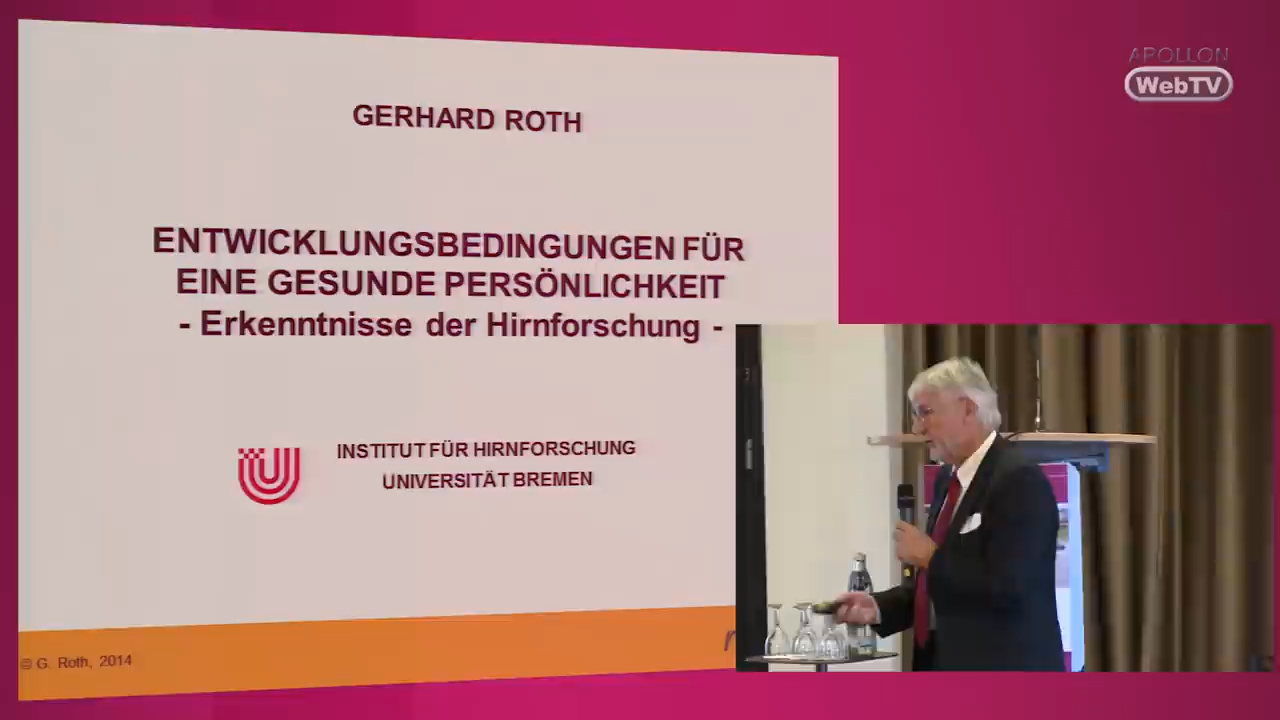 APOLLON
WebTV
GERHARD ROTH
ENTWICKLUNGSBEDINGUNGEN FÜR
EINE GESUNDE PERSÖNLICHKEIT
- Erkenntnisse der Hirnforschung -
INSTITUT FÜR HIRNFORSCHUNG
UNIVERSITÄT BREMEN
© G. Roth, 2014